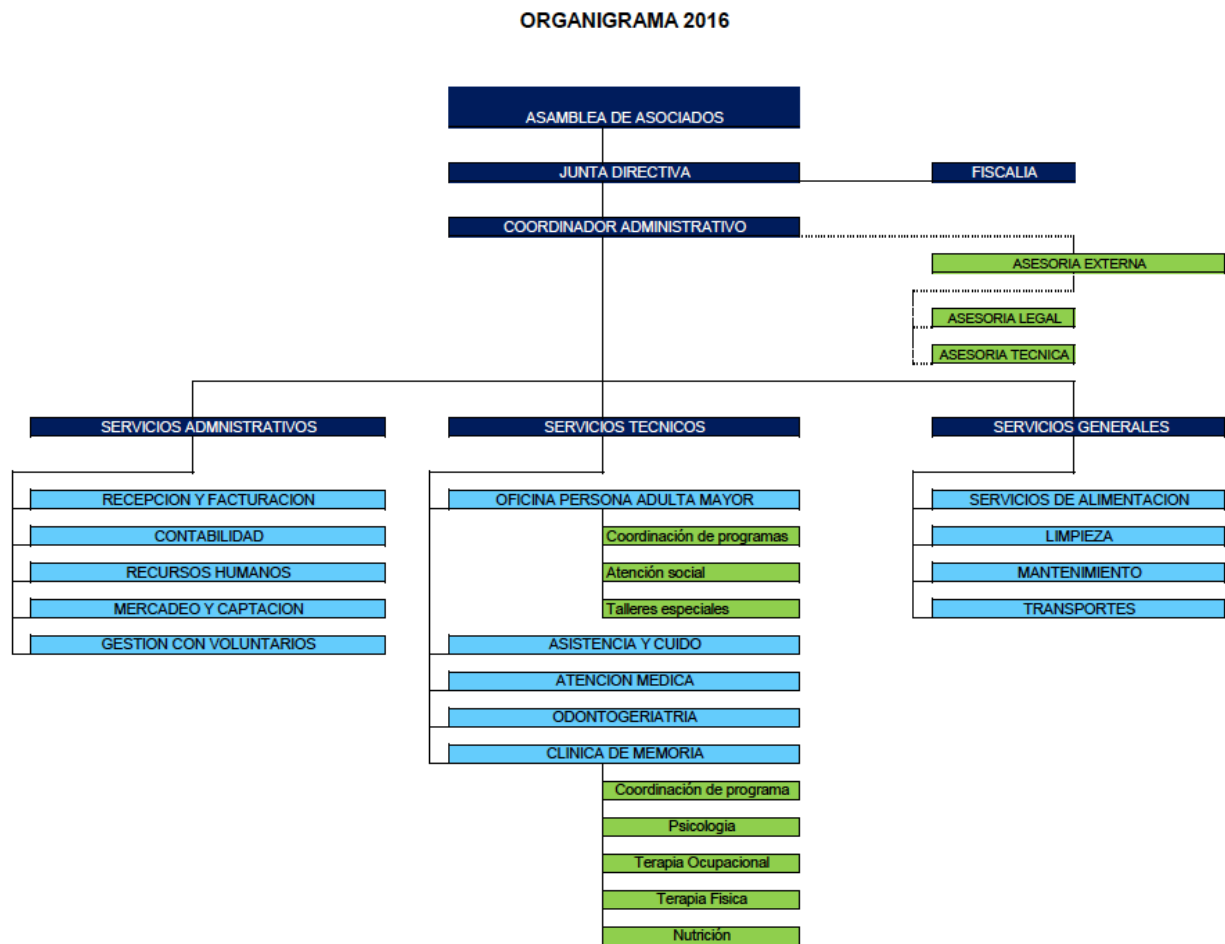 ORGANIGRAMA 2016
ASAMBLEA DE ASOCIADOS
JUNTA DIRECTIVA
FISCALIA
COORDINADOR ADMINISTRATIVO
ASESORIA EXTERNA
ASESORIA LEGAL
ASESORIA TECNICA
SERVICIOS ADMNISTRATIVOS
RECEPCION Y FACTURACION
CONTABILIDAD
RECURSOS HUMANOS
MERCADEO Y CAPTACION
GESTION CON VOLUNTARIOS
SERVICIOS TECNICOS
OFICINA PERSONA ADULTA MAYOR
Coordinación de programas
Atención social
Talleres especiales
ASISTENCIA Y CUIDO
ATENCION MEDICA
ODONTOGERIATRIA
CLINICA DE MEMORIA
Coordinación de programa
Psicologia
Terapia Ocupacional
Terapia Fisica
Nutrición
SERVICIOS GENERALES
SERVICIOS DE ALIMENTACION
LIMPIEZA
MANTENIMIENTO
TRANSPORTES